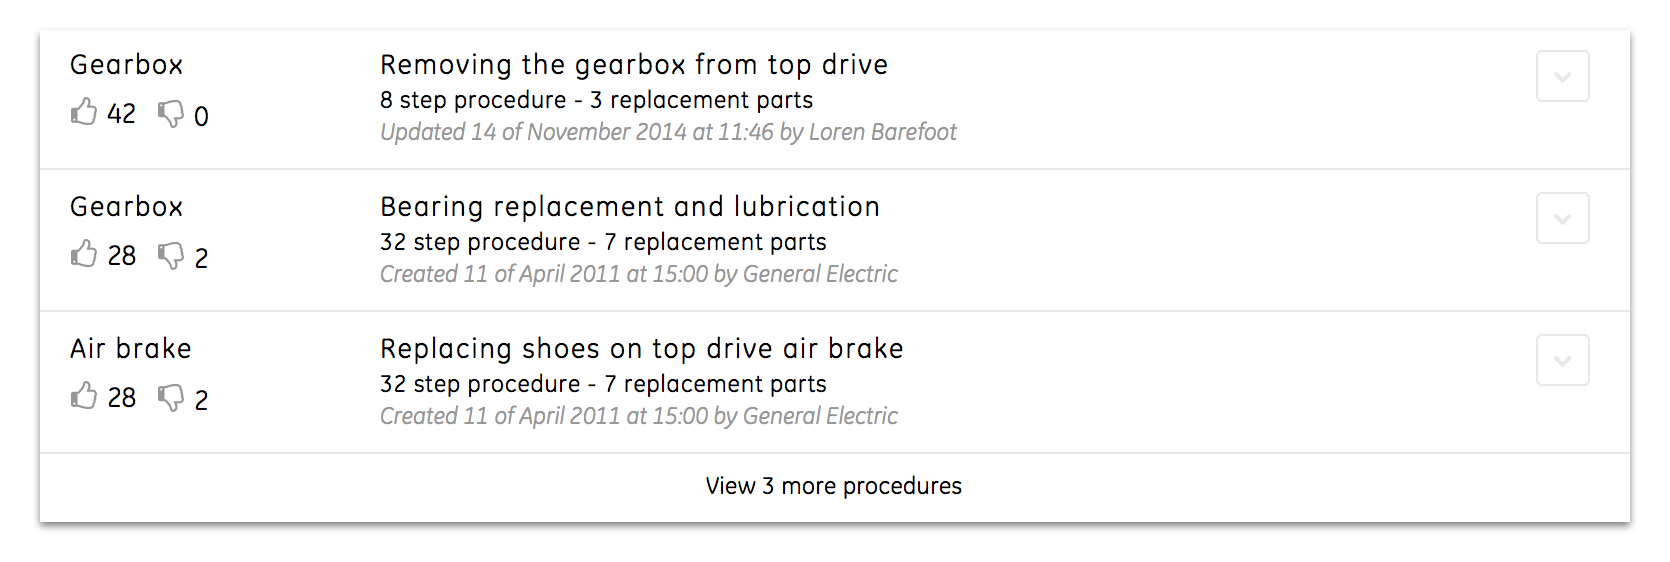 Gearbox
42 0
Removing the gearbox from top drive
8 step procedure - 3 replacement parts
Updated 14 of November 2014 at 11:46 by Loren Barefoot
Gearbox
28 2
Bearing replacement and lubrication
32 step procedure - 7 replacement parts
Created 11 of April 2011 at 15:00 by General Electric
Air brake
28 2
Replacing shoes on top drive air brake
32 step procedure - 7 replacement parts
Created 11 of April 2011 at 15:00 by General Electric
View 3 more procedures